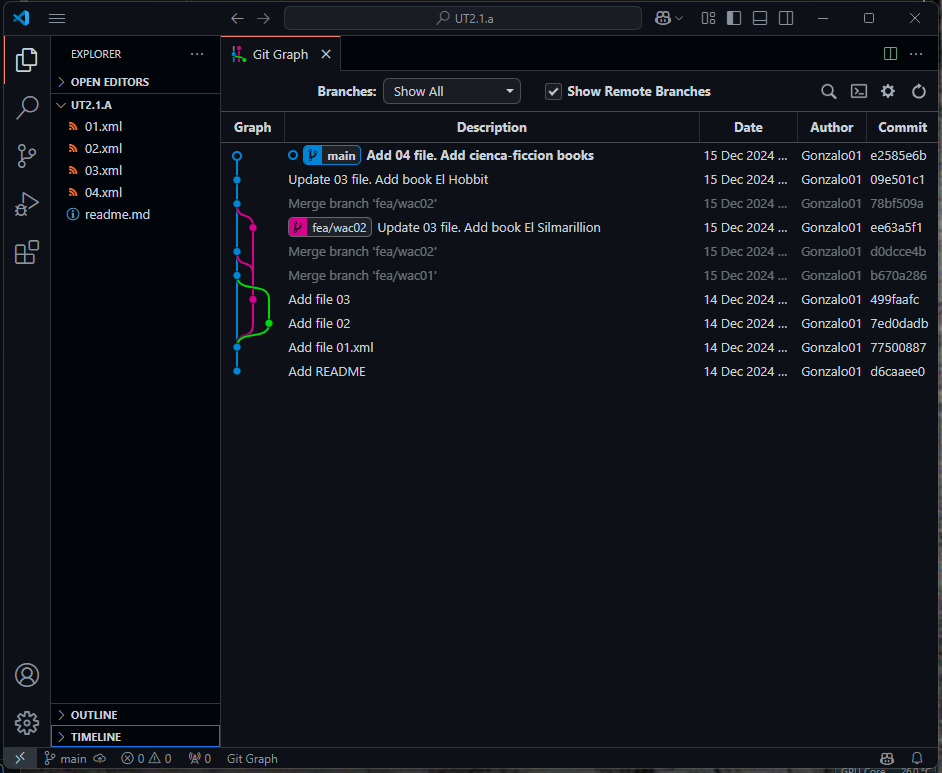 UT2.1.a
EXPLORER
Git Graph
OPEN EDITORS
UT2.1.A
01.xml
02.xml
03.xml
04.xml
readme.md
Branches: Show All Show Remote Branches
Graph Description Date Author Commit
main Add 04 file. Add cienca-ficcion books 15 Dec 2024 ... Gonzalo01 e2585e6b
Update 03 file. Add book El Hobbit 15 Dec 2024 ... Gonzalo01 09e501c1
Merge branch 'fea/wac02' 15 Dec 2024 ... Gonzalo01 78bf509a
fea/wac02 Update 03 file. Add book El Silmarillion 15 Dec 2024 ... Gonzalo01 ee63a5f1
Merge branch 'fea/wac02' 15 Dec 2024 ... Gonzalo01 d0dcce4b
Merge branch 'fea/wac01' 15 Dec 2024 ... Gonzalo01 b670a286
Add file 03 14 Dec 2024 ... Gonzalo01 499faafc
Add file 02 14 Dec 2024 ... Gonzalo01 7ed0dadb
Add file 01.xml 14 Dec 2024 ... Gonzalo01 77500887
Add README 14 Dec 2024 ... Gonzalo01 d6caaee0
OUTLINE
TIMELINE
main 0 0 0 Git Graph